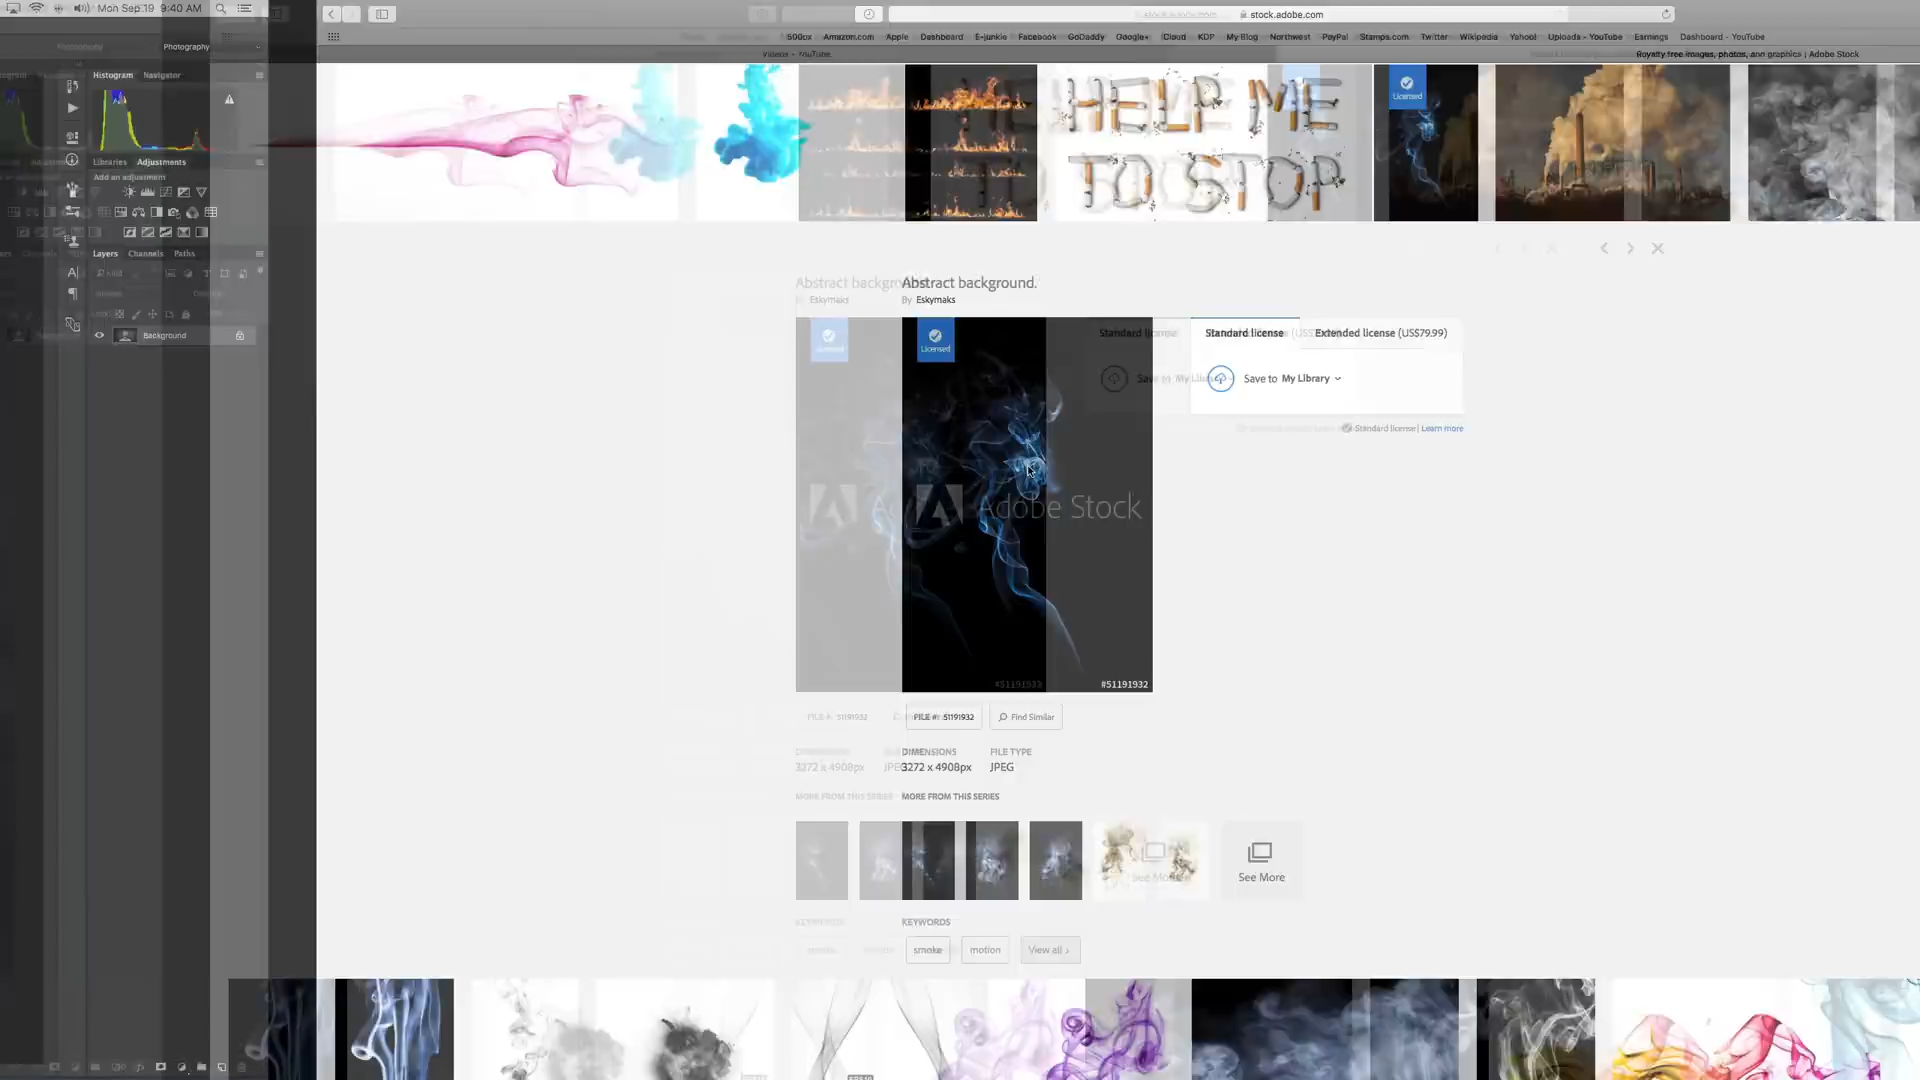 Mon Sep 19 9:40 AM
stock.adobe.com
500px Amazon.com Apple Dashboard E-junkie Facebook GoDaddy Google+ iCloud KDP My Blog Northwest PayPal Stamps.com Twitter Wikipedia Yahoo! Uploads - YouTube Earnings Dashboard - YouTube
Photography
Videos - YouTube
Royalty free images, photos, and graphics | Adobe Stock
Histogram Navigator
Libraries Adjustments
Add an adjustment
Layers Channels Paths
Background
HELP ME
TO STOP
Licensed
Abstract background.
By Eskymaks
Licensed
Adobe Stock
#51191932
Standard license
Extended license (US$79.99)
Save to My Library
Standard license | Learn more
FILE #: 51191932
Find Similar
DIMENSIONS FILE TYPE
3272 x 4908px JPEG
MORE FROM THIS SERIES
See More
KEYWORDS
smoke motion View all ›